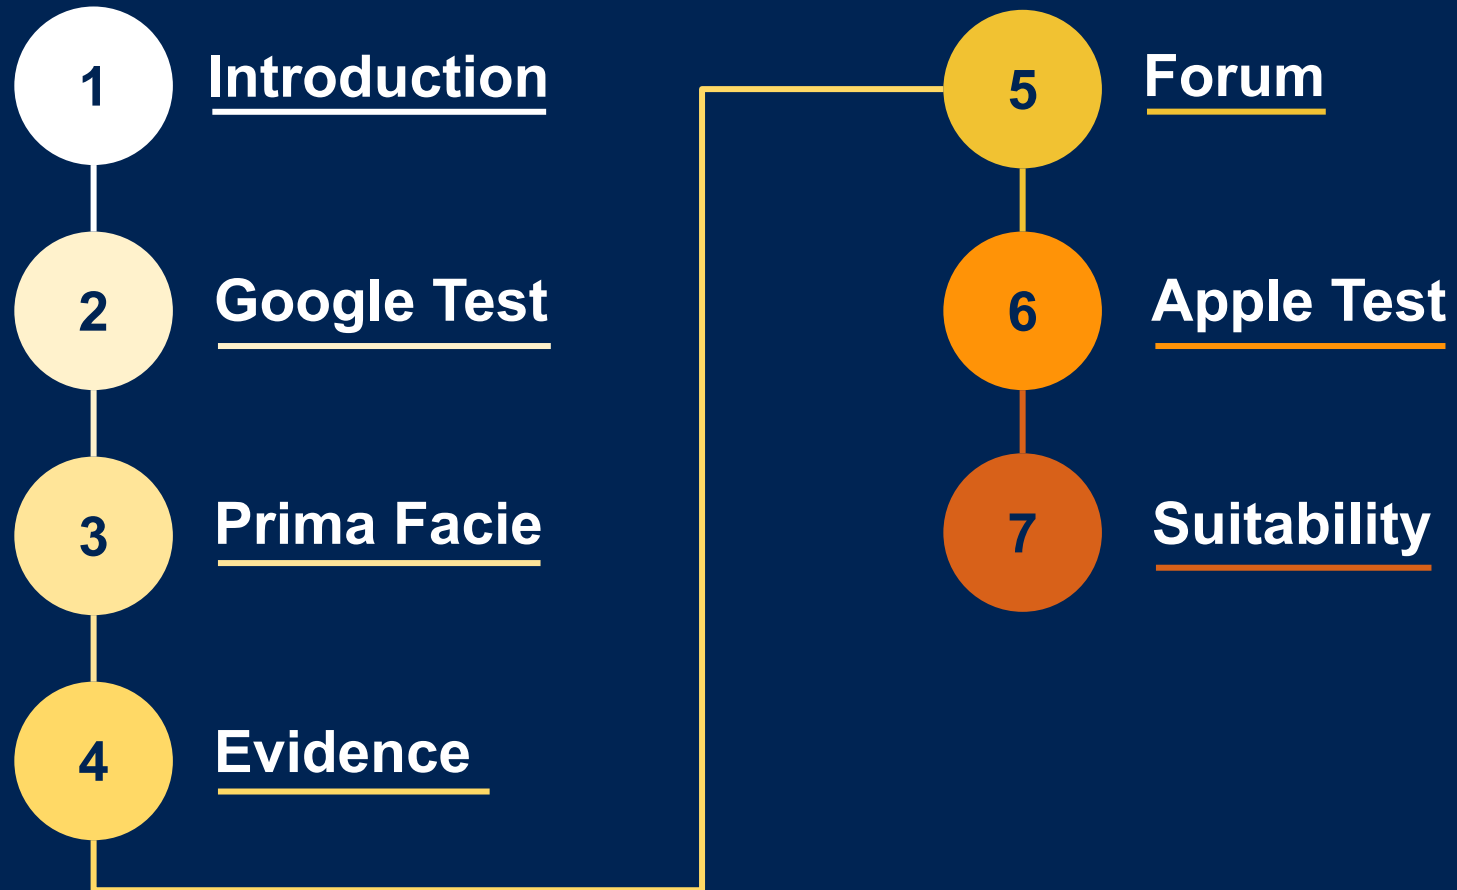 1 Introduction
2 Google Test
3 Prima Facie
4 Evidence
5 Forum
6 Apple Test
7 Suitability